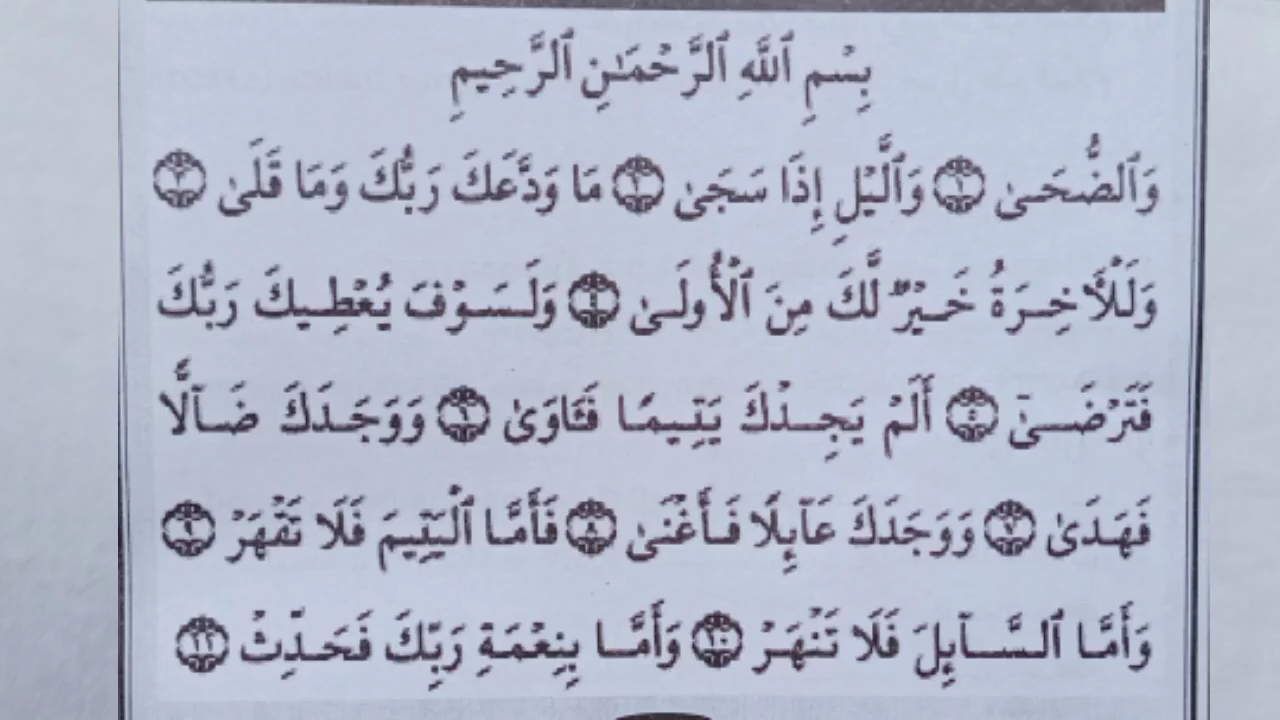 بِسْمِ ٱللَّهِ ٱلرَّحْمَـٰنِ ٱلرَّحِيمِ
وَٱلضُّحَىٰ ١ وَٱلَّيْلِ إِذَا سَجَىٰ ٢ مَا وَدَّعَكَ رَبُّكَ وَمَا قَلَىٰ ٣
وَلَلْـَٔاخِرَةُ خَيْرٌ لَّكَ مِنَ ٱلْأُولَىٰ ٤ وَلَسَوْفَ يُعْطِيكَ رَبُّكَ
فَتَرْضَىٰٓ ٥ أَلَمْ يَجِدْكَ يَتِيمًا فَـَٔاوَىٰ ٦ وَوَجَدَكَ ضَآلًّا
فَهَدَىٰ ٧ وَوَجَدَكَ عَآئِلًا فَأَغْنَىٰ ٨ فَأَمَّا ٱلْيَتِيمَ فَلَا تَقْهَرْ ٩
وَأَمَّا ٱلسَّآئِلَ فَلَا تَنْهَرْ ١٠ وَأَمَّا بِنِعْمَةِ رَبِّكَ فَحَدِّثْ ١١